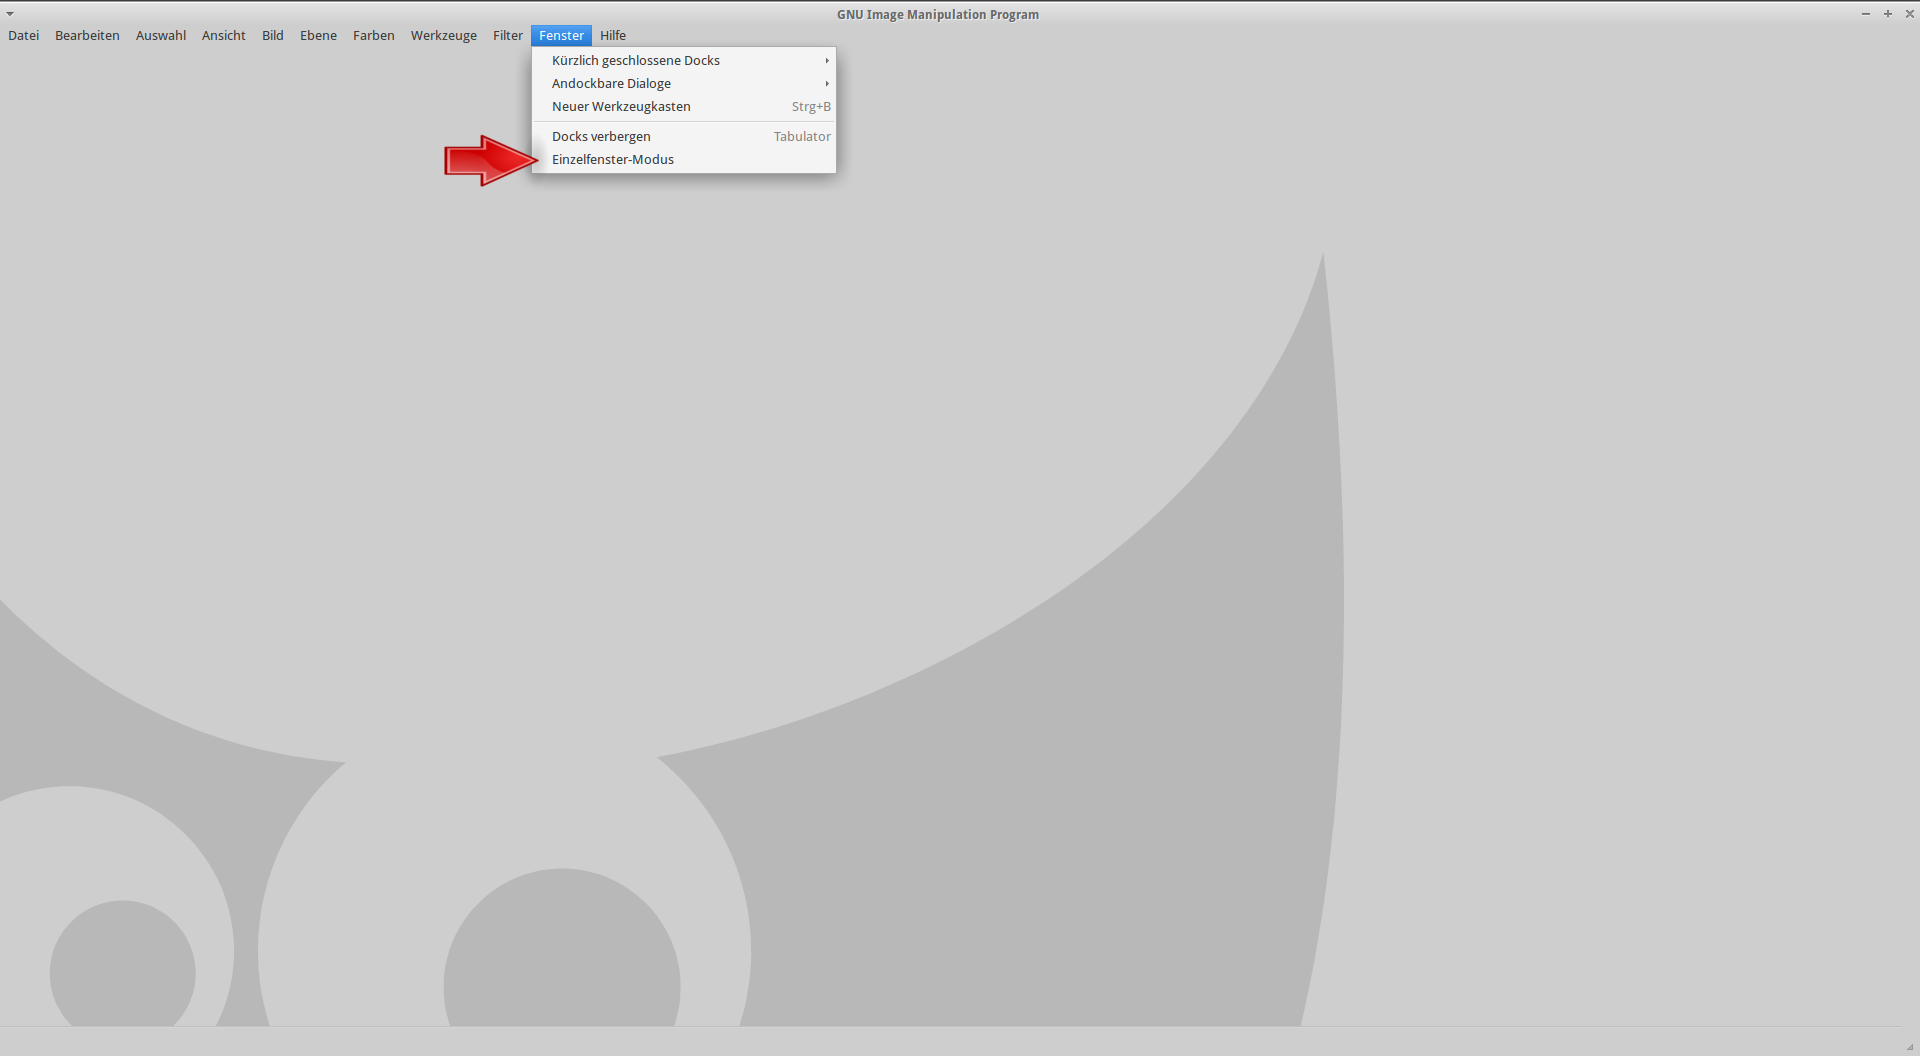 GNU Image Manipulation Program
Datei Bearbeiten Auswahl Ansicht Bild Ebene Farben Werkzeuge Filter Fenster Hilfe
Kürzlich geschlossene Docks
Andockbare Dialoge
Neuer Werkzeugkasten Strg+B
Docks verbergen Tabulator
Einzelfenster-Modus